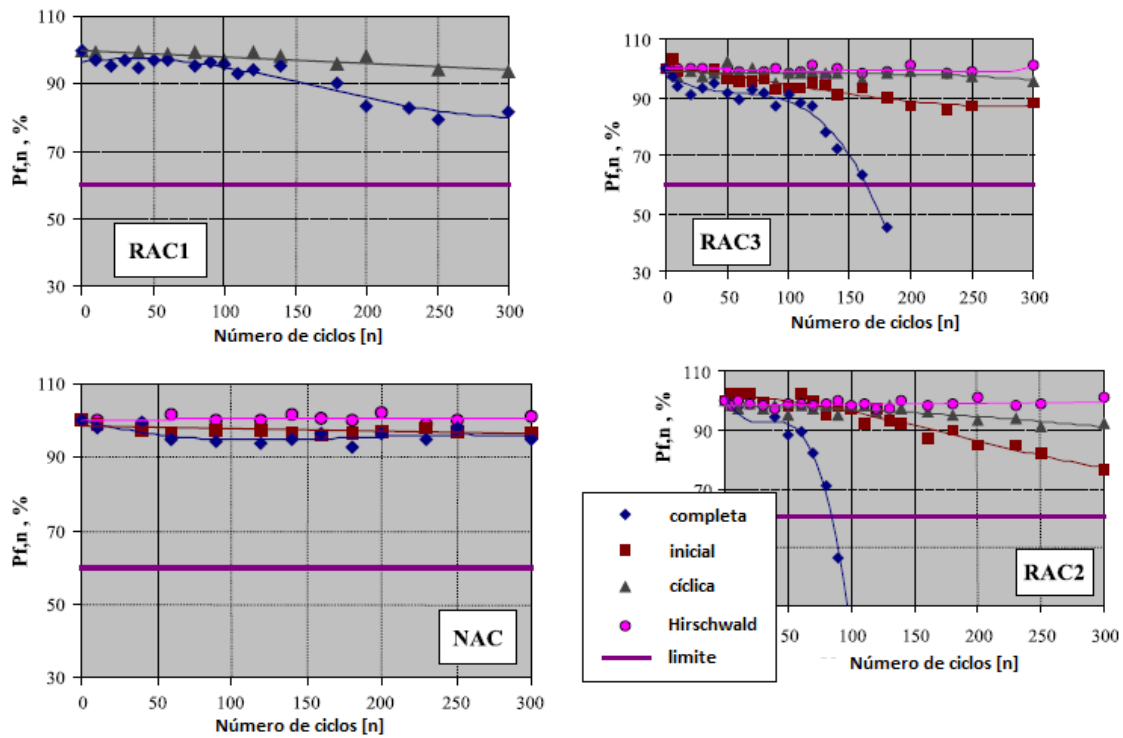 110
90
70
50
30
Pf,n , %
RAC1
0 50 100 150 200 250 300
Número de ciclos [n]
110
90
70
50
30
Pf,n , %
RAC3
0 50 100 150 200 250 300
Número de ciclos [n]
110
90
70
50
30
Pf,n , %
NAC
0 50 100 150 200 250 300
Número de ciclos [n]
110
90
70
Pf,n , %
RAC2
50 100 150 200 250 300
Número de ciclos [n]
completa
inicial
cíclica
Hirschwald
limite